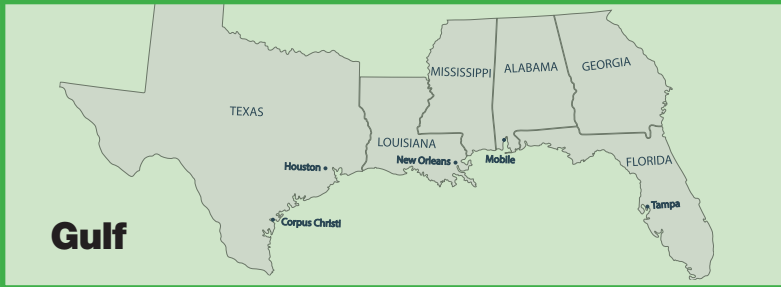 MISSISSIPPI
ALABAMA
GEORGIA
TEXAS
LOUISIANA
New Orleans
Mobile
FLORIDA
Houston
Tampa
Corpus Christi
Gulf